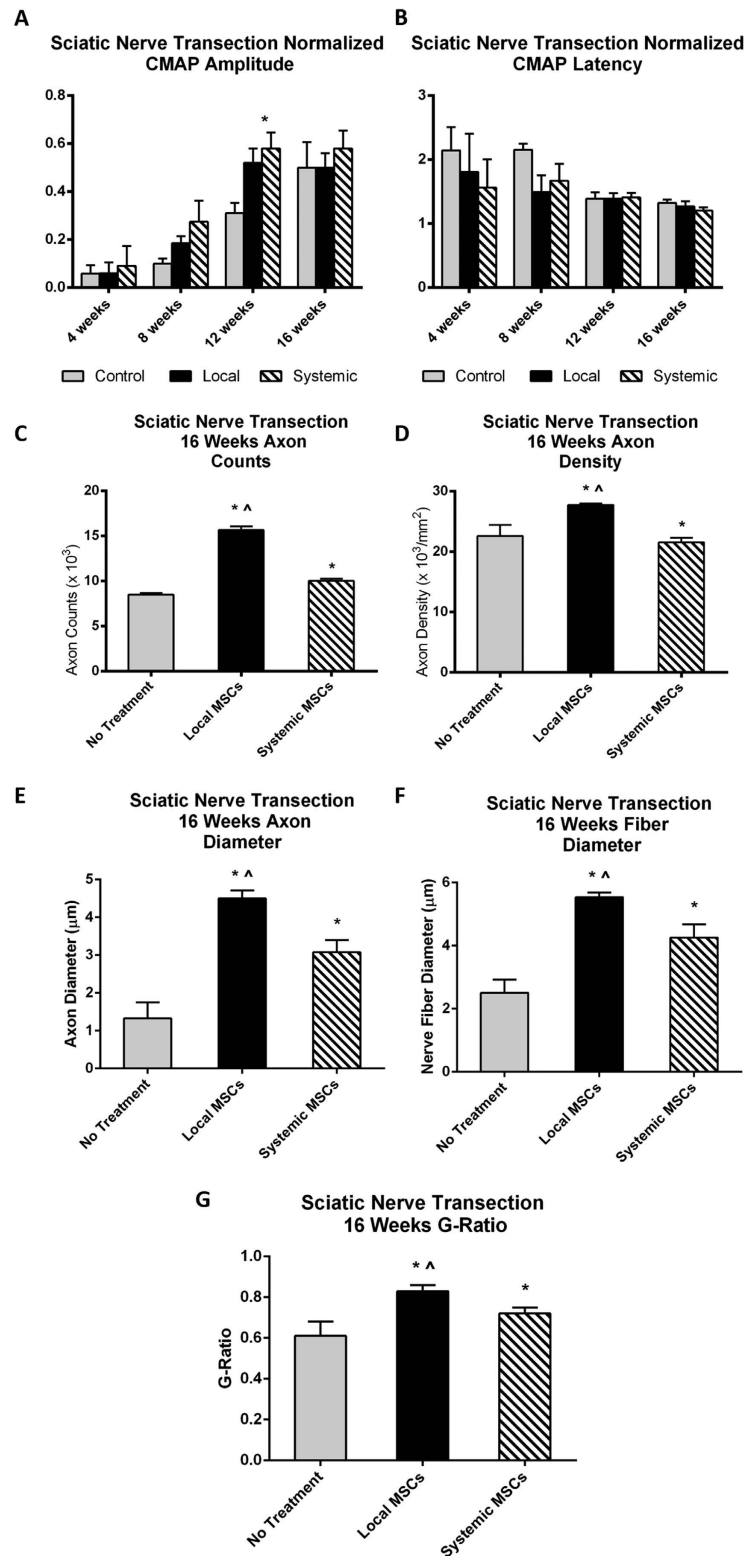 A
Sciatic Nerve Transection Normalized
CMAP Amplitude
0.8
0.6
0.4
0.2
0.0
*
4 weeks
8 weeks
12 weeks
16 weeks
Control
Local
Systemic
B
Sciatic Nerve Transection Normalized
CMAP Latency
3
2
1
0
4 weeks
8 weeks
12 weeks
16 weeks
Control
Local
Systemic
C
Sciatic Nerve Transection
16 Weeks Axon
Counts
Axon Counts (x 10³)
20
15
10
5
0
* ^
*
No Treatment
Local MSCs
Systemic MSCs
D
Sciatic Nerve Transection
16 Weeks Axon
Density
Axon Density (x 10³/mm²)
30
20
10
0
* ^
*
No Treatment
Local MSCs
Systemic MSCs
E
Sciatic Nerve Transection
16 Weeks Axon
Diameter
Axon Diameter (μm)
5
4
3
2
1
0
* ^
*
No Treatment
Local MSCs
Systemic MSCs
F
Sciatic Nerve Transection
16 Weeks Fiber
Diameter
Nerve Fiber Diameter (μm)
6
4
2
0
* ^
*
No Treatment
Local MSCs
Systemic MSCs
G
Sciatic Nerve Transection
16 Weeks G-Ratio
G-Ratio
1.0
0.8
0.6
0.4
0.2
0.0
* ^
*
No Treatment
Local MSCs
Systemic MSCs